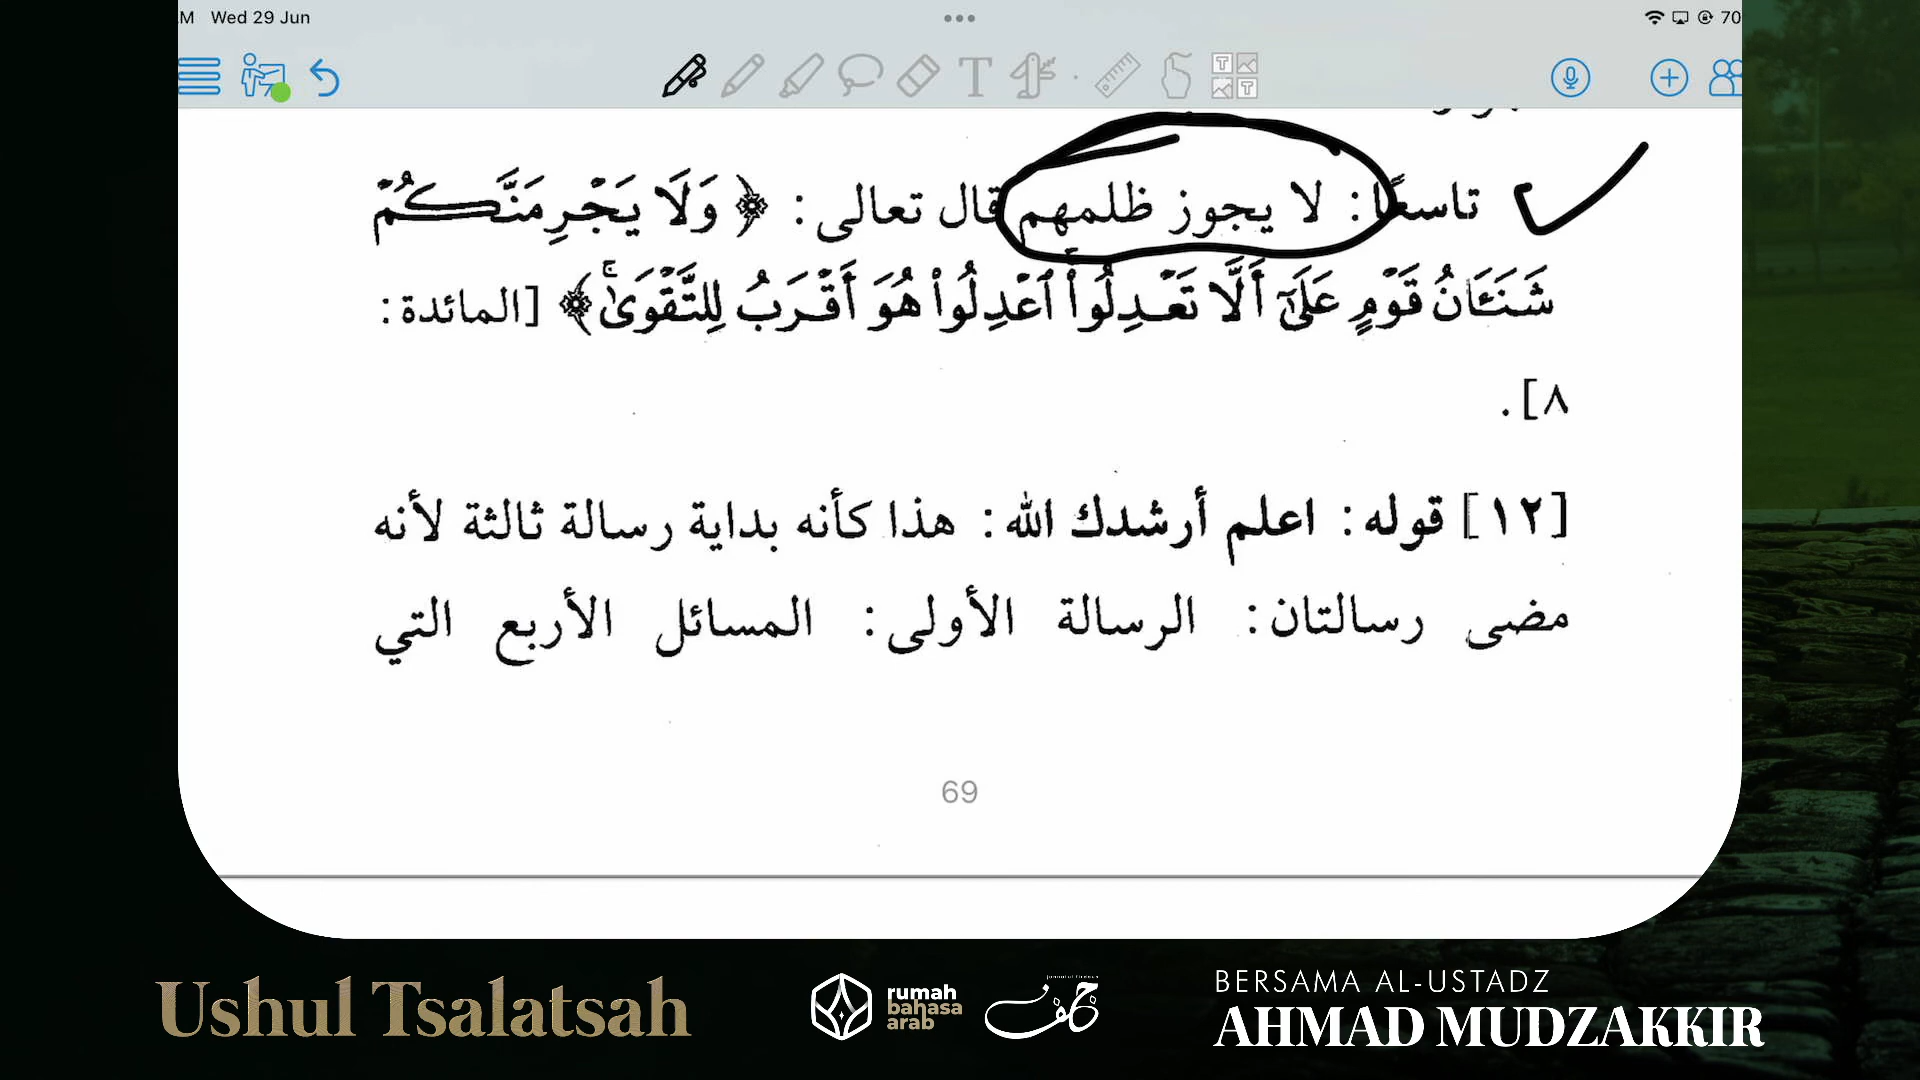 M Wed 29 Jun
70
تاسعًا: لا يجوز ظلمهم قال تعالى: ﴿ وَلَا يَجْرِمَنَّكُمْ
شَنَـَٔانُ قَوْمٍ عَلَىٰٓ أَلَّا تَعْدِلُوا۟ ٱعْدِلُوا۟ هُوَ أَقْرَبُ لِلتَّقْوَىٰ ۖ﴾ [المائدة:
٨].
[١٢] قوله: اعلم أرشدك الله: هذا كأنه بداية رسالة ثالثة لأنه
مضى رسالتان: الرسالة الأولى: المسائل الأربع التي
69
Ushul Tsalatsah
rumah
bahasa
arab
BERSAMA AL-USTADZ
AHMAD MUDZAKKIR